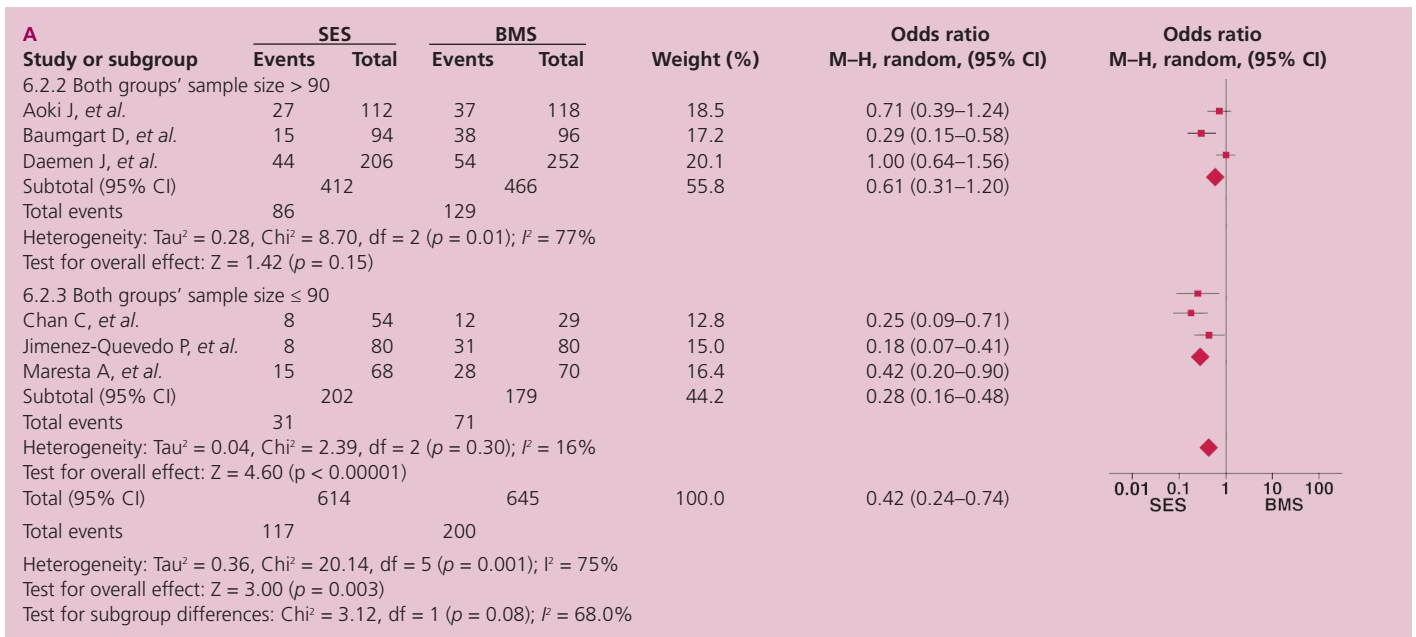 A SES BMS Odds ratio Odds ratio
Study or subgroup Events Total Events Total Weight (%) M–H, random, (95% CI) M–H, random, (95% CI)
6.2.2 Both groups’ sample size > 90
Aoki J, et al. 27 112 37 118 18.5 0.71 (0.39–1.24)
Baumgart D, et al. 15 94 38 96 17.2 0.29 (0.15–0.58)
Daemen J, et al. 44 206 54 252 20.1 1.00 (0.64–1.56)
Subtotal (95% CI) 412 466 55.8 0.61 (0.31–1.20)
Total events 86 129
Heterogeneity: Tau² = 0.28, Chi² = 8.70, df = 2 (p = 0.01); I² = 77%
Test for overall effect: Z = 1.42 (p = 0.15)
6.2.3 Both groups’ sample size ≤ 90
Chan C, et al. 8 54 12 29 12.8 0.25 (0.09–0.71)
Jimenez-Quevedo P, et al. 8 80 31 80 15.0 0.18 (0.07–0.41)
Maresta A, et al. 15 68 28 70 16.4 0.42 (0.20–0.90)
Subtotal (95% CI) 202 179 44.2 0.28 (0.16–0.48)
Total events 31 71
Heterogeneity: Tau² = 0.04, Chi² = 2.39, df = 2 (p = 0.30); I² = 16%
Test for overall effect: Z = 4.60 (p < 0.00001)
Total (95% CI) 614 645 100.0 0.42 (0.24–0.74)
Total events 117 200
Heterogeneity: Tau² = 0.36, Chi² = 20.14, df = 5 (p = 0.001); I² = 75%
Test for overall effect: Z = 3.00 (p = 0.003)
Test for subgroup differences: Chi² = 3.12, df = 1 (p = 0.08); I² = 68.0%
0.01 0.1 1 10 100
SES BMS